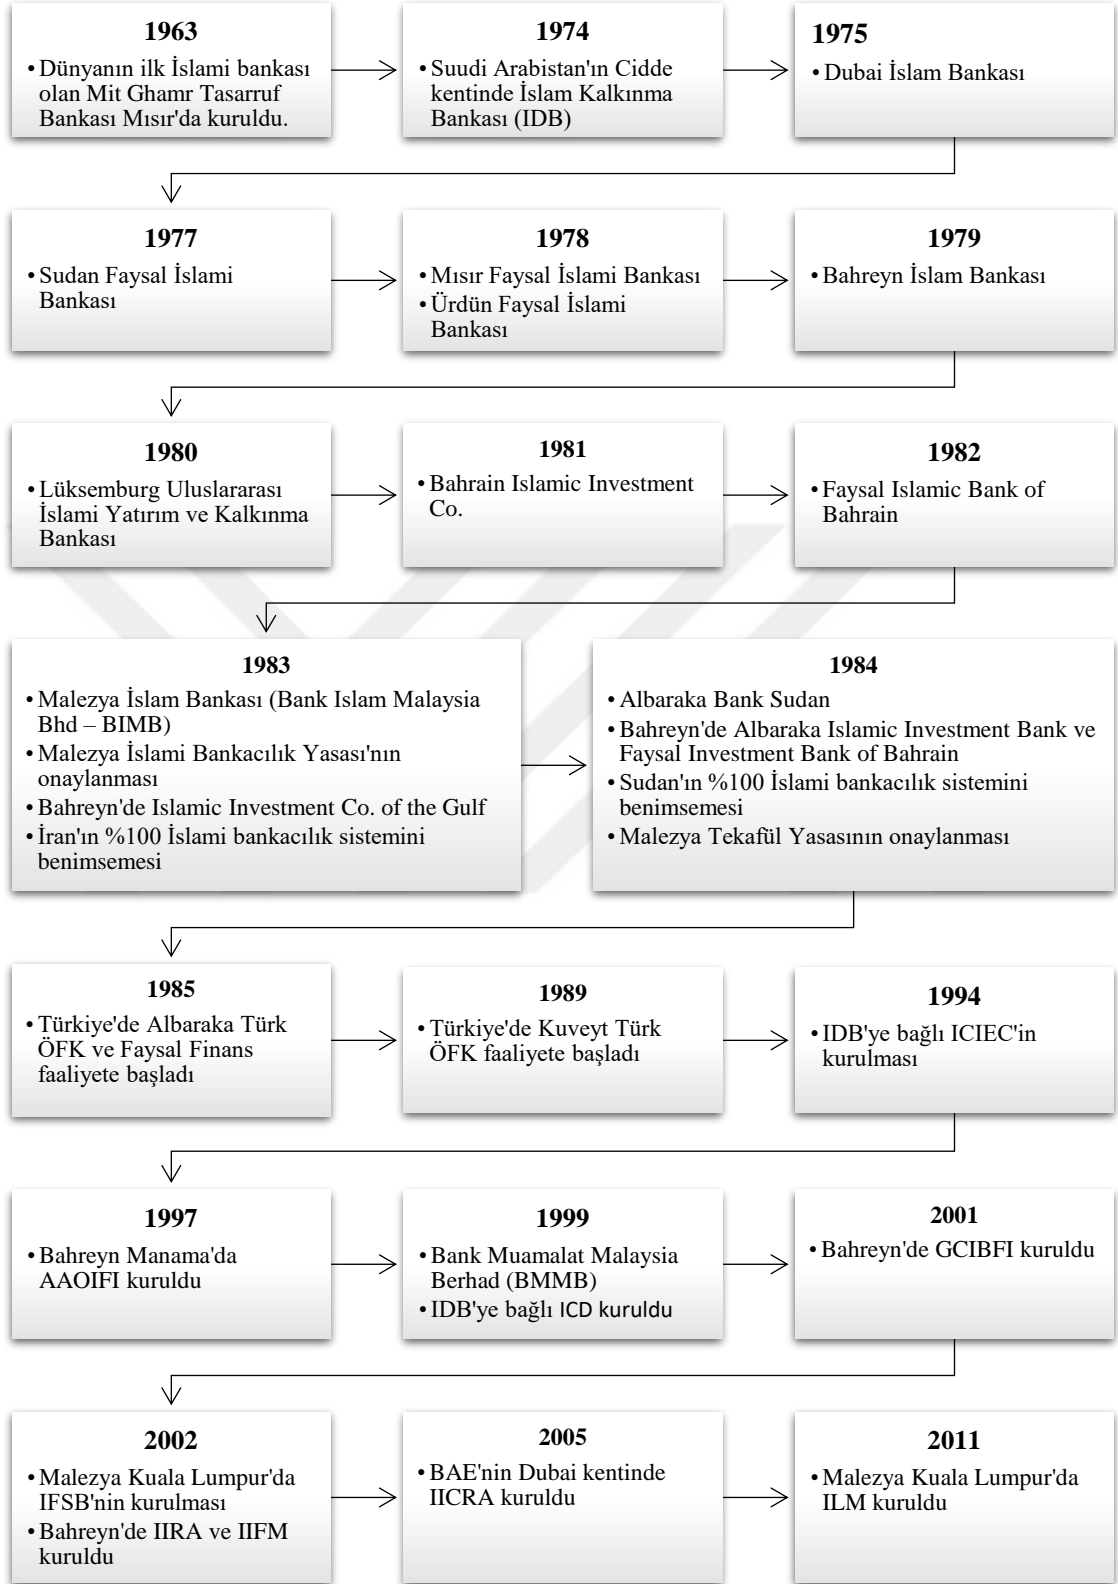 1963
• Dünyanın ilk İslami bankası
olan Mit Ghamr Tasarruf
Bankası Mısır'da kuruldu.
1974
• Suudi Arabistan'ın Cidde
kentinde İslam Kalkınma
Bankası (IDB)
1975
• Dubai İslam Bankası
1977
• Sudan Faysal İslami
Bankası
1978
• Mısır Faysal İslami Bankası
• Ürdün Faysal İslami
Bankası
1979
• Bahreyn İslam Bankası
1980
• Lüksemburg Uluslararası
İslami Yatırım ve Kalkınma
Bankası
1981
• Bahrain Islamic Investment
Co.
1982
• Faysal Islamic Bank of
Bahrain
1983
• Malezya İslam Bankası (Bank Islam Malaysia
Bhd – BIMB)
• Malezya İslami Bankacılık Yasası'nın
onaylanması
• Bahreyn'de Islamic Investment Co. of the Gulf
• İran'ın %100 İslami bankacılık sistemini
benimsemesi
1984
• Albaraka Bank Sudan
• Bahreyn'de Albaraka Islamic Investment Bank ve
Faysal Investment Bank of Bahrain
• Sudan'ın %100 İslami bankacılık sistemini
benimsemesi
• Malezya Tekafül Yasasının onaylanması
1985
• Türkiye'de Albaraka Türk
ÖFK ve Faysal Finans
faaliyete başladı
1989
• Türkiye'de Kuveyt Türk
ÖFK faaliyete başladı
1994
• IDB'ye bağlı ICIEC'in
kurulması
1997
• Bahreyn Manama'da
AAOIFI kuruldu
1999
• Bank Muamalat Malaysia
Berhad (BMMB)
• IDB'ye bağlı ICD kuruldu
2001
• Bahreyn'de GCIBFI kuruldu
2002
• Malezya Kuala Lumpur'da
IFSB'nin kurulması
• Bahreyn'de IIRA ve IIFM
kuruldu
2005
• BAE'nin Dubai kentinde
IICRA kuruldu
2011
• Malezya Kuala Lumpur'da
ILM kuruldu